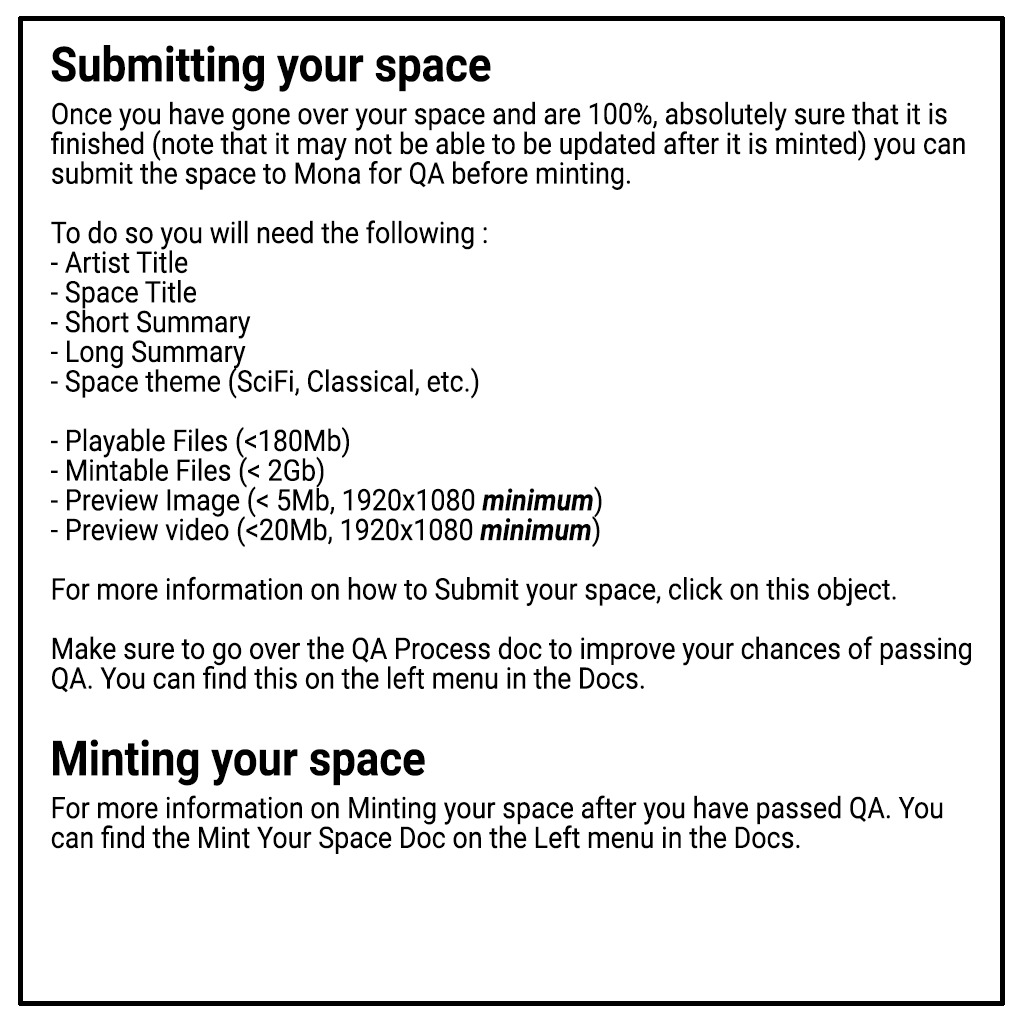 Submitting your space
Once you have gone over your space and are 100%, absolutely sure that it is
finished (note that it may not be able to be updated after it is minted) you can
submit the space to Mona for QA before minting.
To do so you will need the following :
- Artist Title
- Space Title
- Short Summary
- Long Summary
- Space theme (SciFi, Classical, etc.)
- Playable Files (<180Mb)
- Mintable Files (< 2Gb)
- Preview Image (< 5Mb, 1920x1080 minimum)
- Preview video (<20Mb, 1920x1080 minimum)
For more information on how to Submit your space, click on this object.
Make sure to go over the QA Process doc to improve your chances of passing
QA. You can find this on the left menu in the Docs.
Minting your space
For more information on Minting your space after you have passed QA. You
can find the Mint Your Space Doc on the Left menu in the Docs.